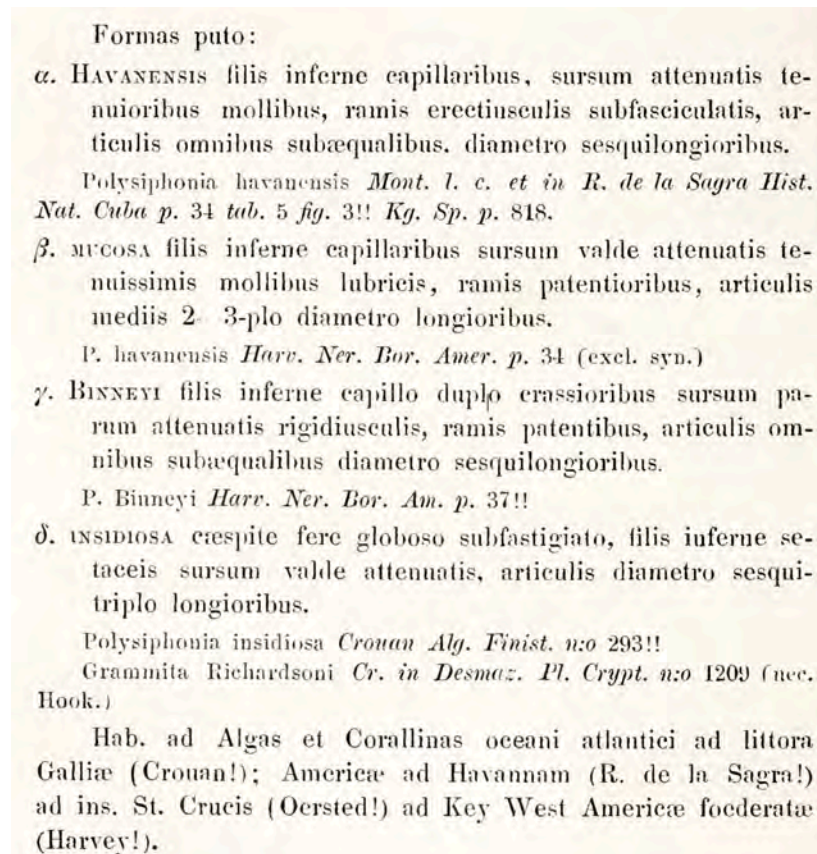 Formas puto:
α. HAVANENSIS filis inferne capillaribus, sursum attenuatis te-
nuioribus mollibus, ramis erectiusculis subfasciculatis, ar-
ticulis omnibus subæqualibus. diametro sesquilongioribus.
Polysiphonia havanensis Mont. l. c. et in R. de la Sagra Hist.
Nat. Cuba p. 34 tab. 5 fig. 3!! Kg. Sp. p. 818.
β. MUCOSA filis inferne capillaribus sursum valde attenuatis te-
nuissimis mollibus lubricis, ramis patentioribus, articulis
mediis 2–3-plo diametro longioribus.
P. havanensis Harv. Ner. Bor. Amer. p. 34 (excl. syn.)
γ. BINNEYI filis inferne capillo duplo crassioribus sursum pa-
rum attenuatis rigidiusculis, ramis patentibus, articulis om-
nibus subæqualibus diametro sesquilongioribus.
P. Binneyi Harv. Ner. Bor. Am. p. 37!!
δ. INSIDIOSA cæspite fere globoso subfastigiato, filis inferne se-
taceis sursum valde attenuatis, articulis diametro sesqui-
triplo longioribus.
Polysiphonia insidiosa Crouan Alg. Finist. n:o 293!!
Grammita Richardsoni Cr. in Desmaz. Pl. Crypt. n:o 1209 (nec.
Hook.)
Hab. ad Algas et Corallinas oceani atlantici ad littora
Galliæ (Crouan!); Americæ ad Havannam (R. de la Sagra!)
ad ins. St. Crucis (Oersted!) ad Key West Americæ foederatæ
(Harvey!).